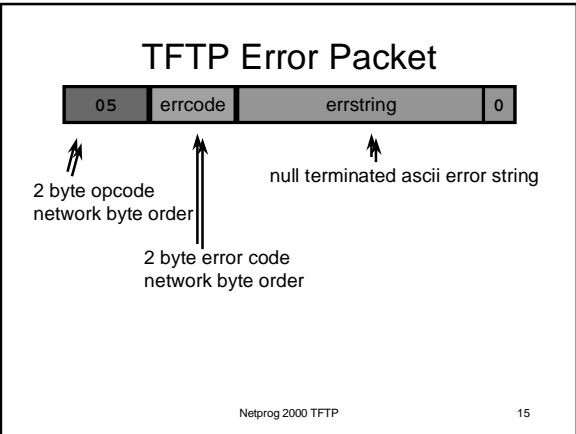 TFTP Error Packet
05 errcode errstring 0
2 byte opcode
network byte order
null terminated ascii error string
2 byte error code
network byte order
Netprog 2000 TFTP 15